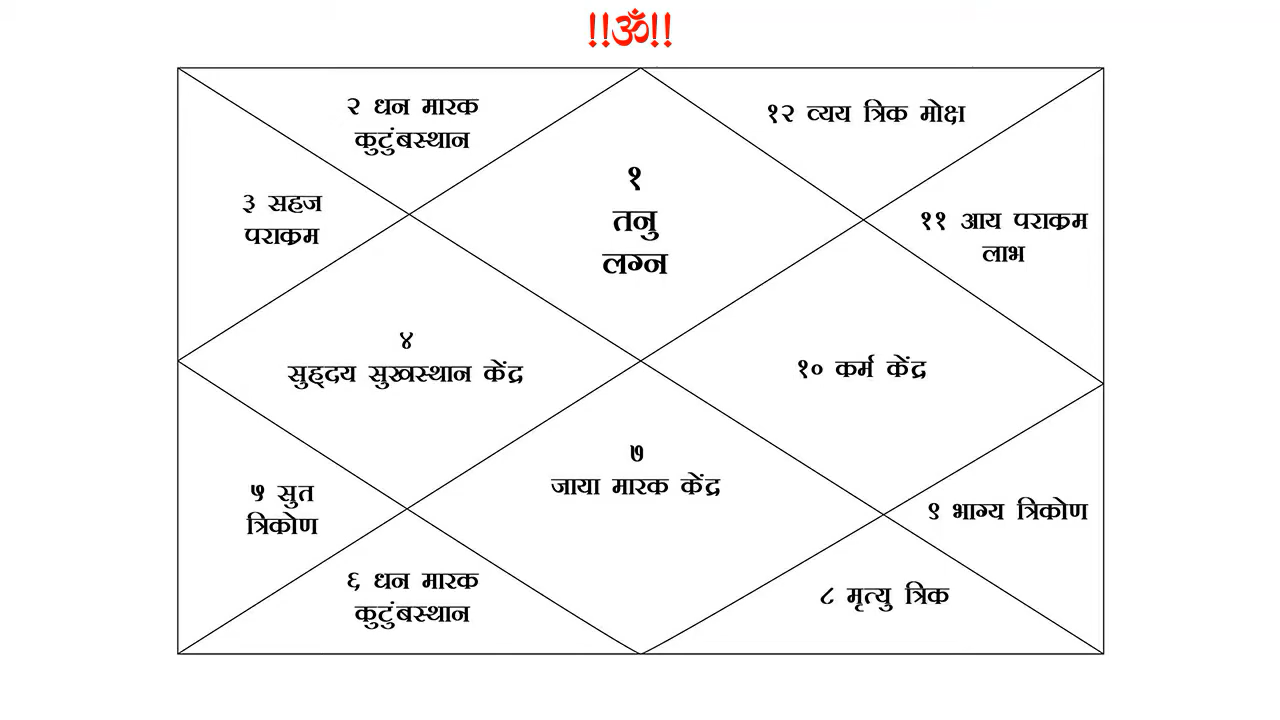 !!ॐ!!
२ धन मारक
कुटुंबस्थान
१२ व्यय त्रिक मोक्ष
१
तनु
लग्न
३ सहज
पराक्रम
११ आय पराक्रम
लाभ
४
सुह्रदय सुखस्थान केंद्र
१० कर्म केंद्र
७
जाया मारक केंद्र
५ सुत
त्रिकोण
९ भाग्य त्रिकोण
६ धन मारक
कुटुंबस्थान
८ मृत्यु त्रिक